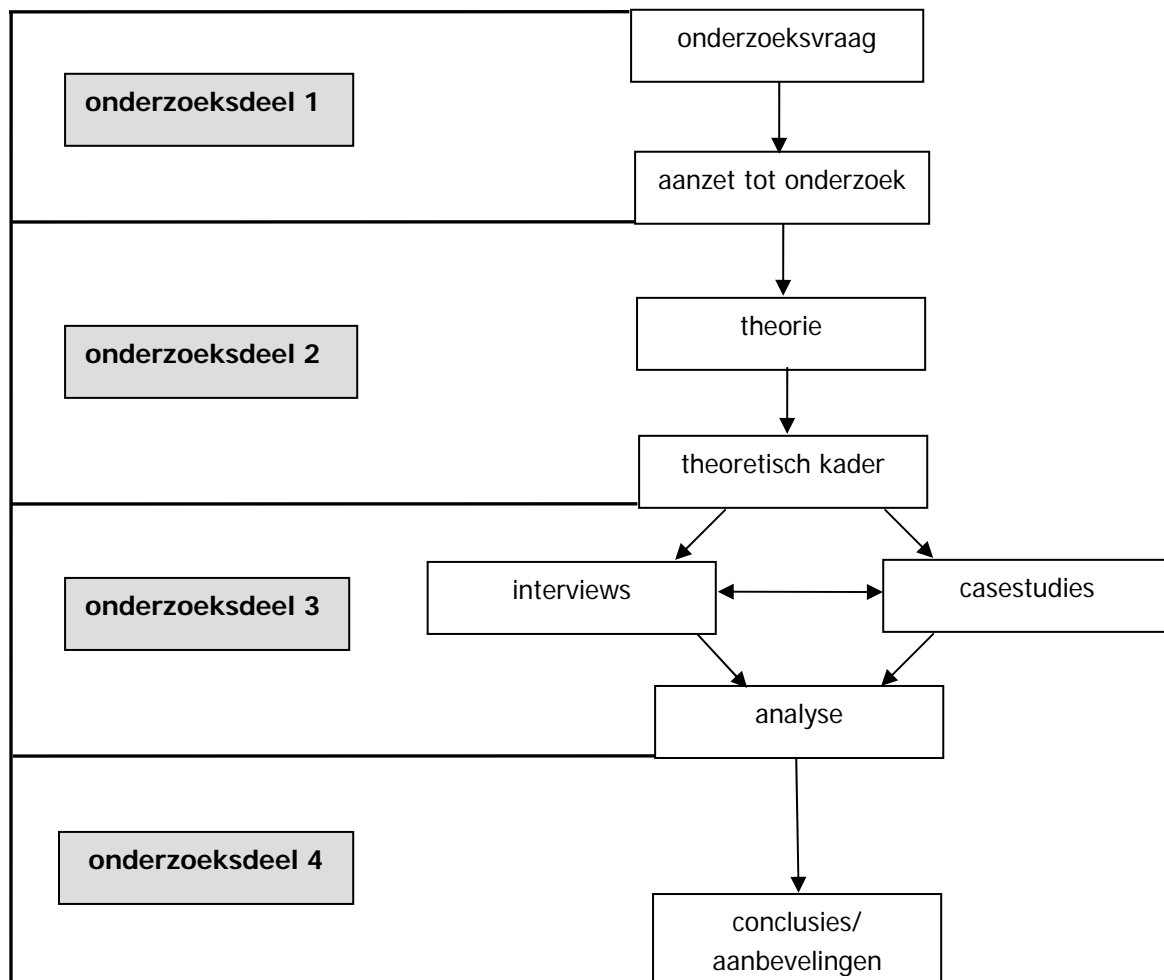 onderzoeksvraag
onderzoeksdeel 1
aanzet tot onderzoek
theorie
onderzoeksdeel 2
theoretisch kader
interviews
casestudies
onderzoeksdeel 3
analyse
onderzoeksdeel 4
conclusies/
aanbevelingen